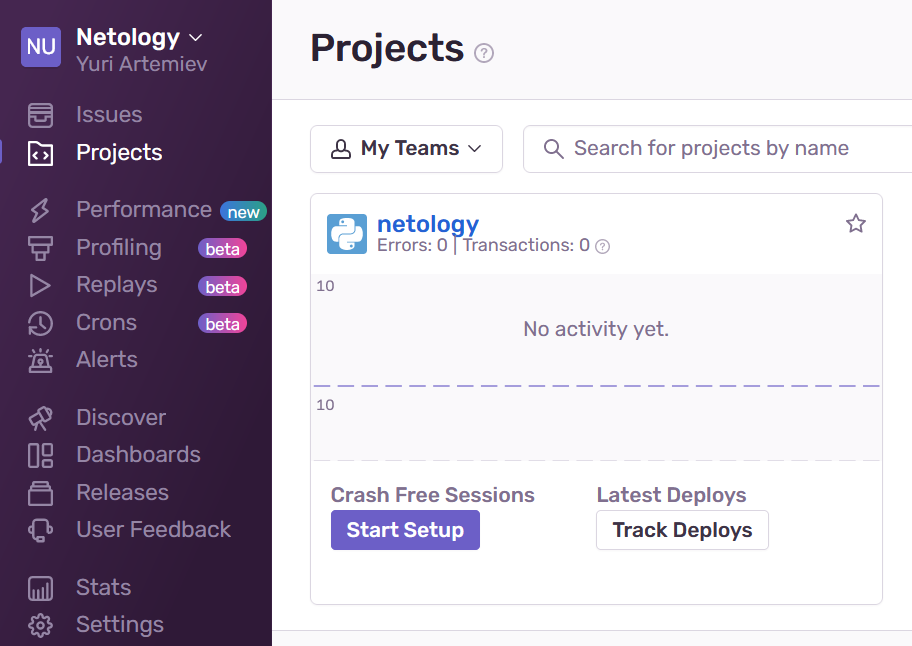 NU
Netology
Yuri Artemiev
Issues
Projects
Performance new
Profiling beta
Replays beta
Crons beta
Alerts
Discover
Dashboards
Releases
User Feedback
Stats
Settings
Projects ?
My Teams
Search for projects by name
netology
Errors: 0 | Transactions: 0 ?
10
No activity yet.
10
Crash Free Sessions
Start Setup
Latest Deploys
Track Deploys